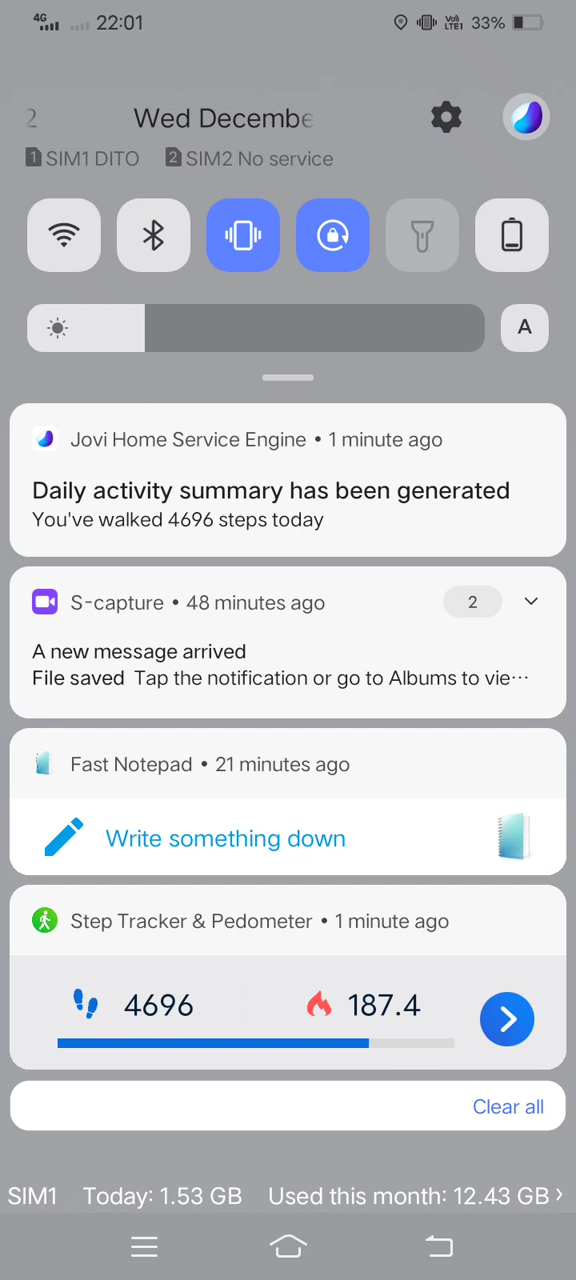 4G 22:01 VoI) LTE1 33%
2 Wed Decembe
1 SIM1 DITO 2 SIM2 No service
A
Jovi Home Service Engine • 1 minute ago
Daily activity summary has been generated
You've walked 4696 steps today
S-capture • 48 minutes ago 2
A new message arrived
File saved Tap the notification or go to Albums to vie···
Fast Notepad • 21 minutes ago
Write something down
Step Tracker & Pedometer • 1 minute ago
4696 187.4
Clear all
SIM1 Today: 1.53 GB Used this month: 12.43 GB ›